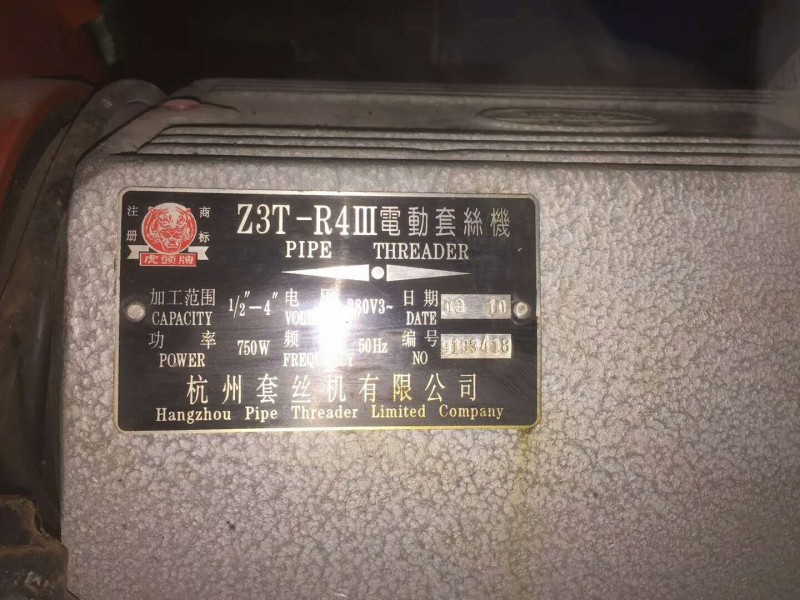 注册 商标
虎頭牌
Z3T-R4Ⅲ電動套絲機
PIPE THREADER
加工范围 1/2"-4" 电 380V3~ 日期
CAPACITY DATE
功率 750W 频 50Hz 编号
POWER FREQUENCY NO
杭州套丝机有限公司
Hangzhou Pipe Threader Limited Company